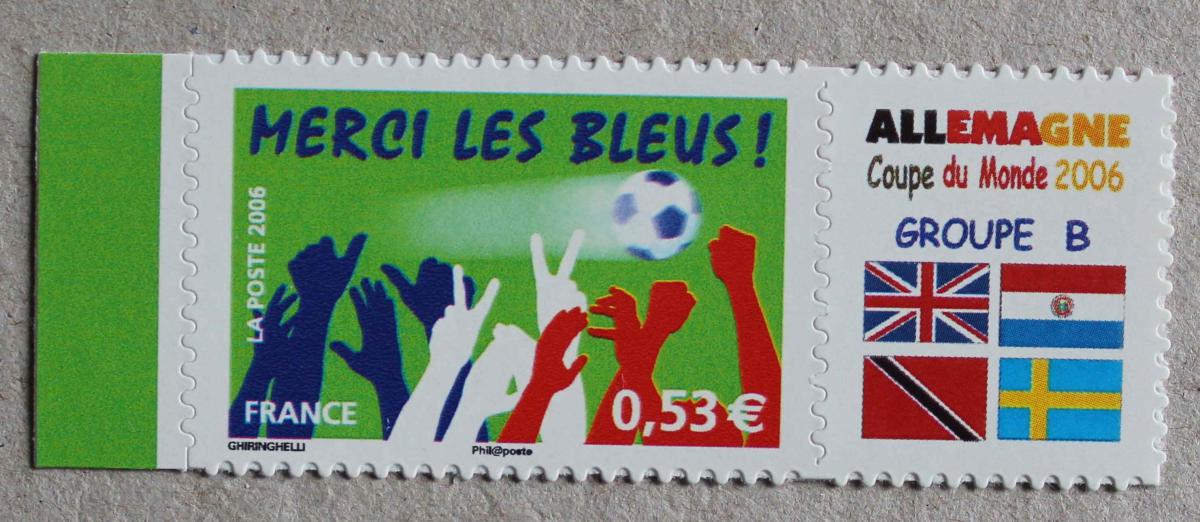 MERCI LES BLEUS !
LA POSTE 2006
FRANCE
0,53 €
GHIRINGHELLI
Phil@poste
ALLEMAGNE
Coupe du Monde 2006
GROUPE B